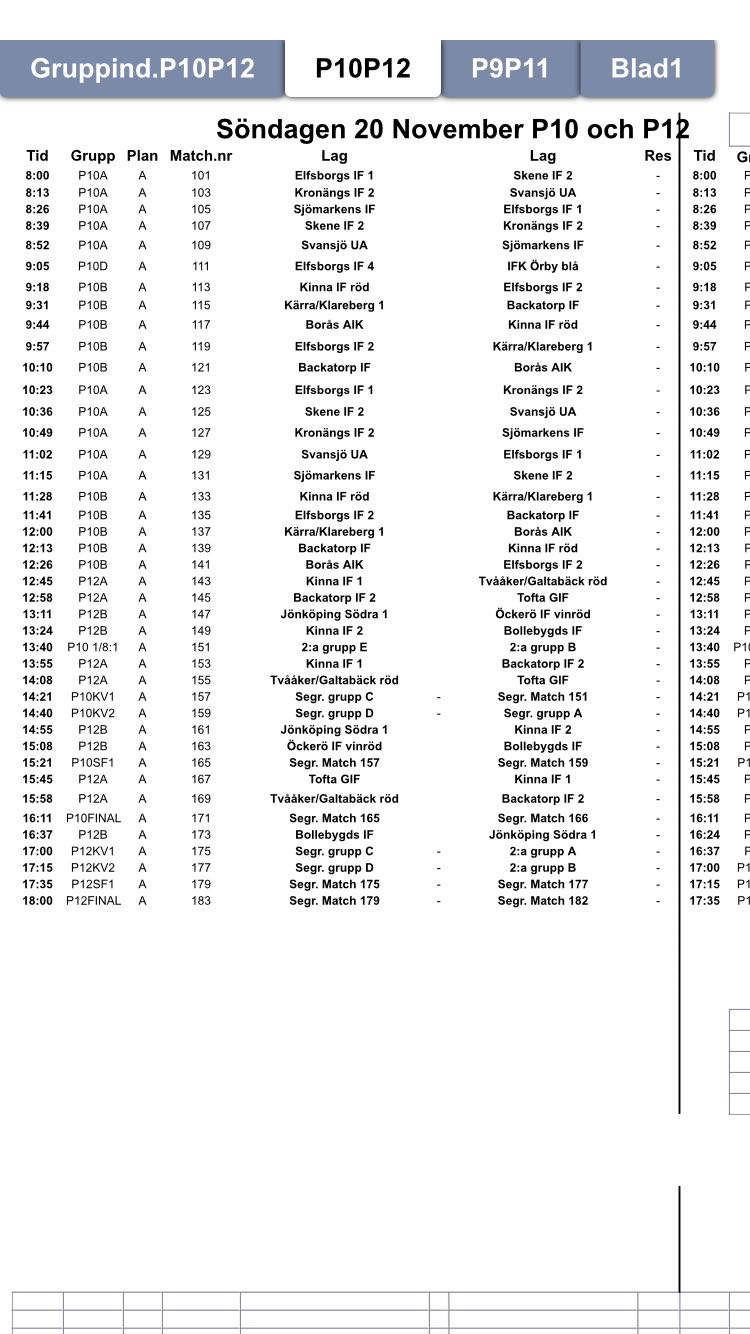 Gruppind.P10P12 P10P12 P9P11 Blad1
Söndagen 20 November P10 och P12
Tid Grupp Plan Match.nr Lag Lag Res Tid
8:00 P10A A 101 Elfsborgs IF 1 Skene IF 2 - 8:00
8:13 P10A A 103 Kronängs IF 2 Svansjö UA - 8:13
8:26 P10A A 105 Sjömarkens IF Elfsborgs IF 1 - 8:26
8:39 P10A A 107 Skene IF 2 Kronängs IF 2 - 8:39
8:52 P10A A 109 Svansjö UA Sjömarkens IF - 8:52
9:05 P10D A 111 Elfsborgs IF 4 IFK Örby blå - 9:05
9:18 P10B A 113 Kinna IF röd Elfsborgs IF 2 - 9:18
9:31 P10B A 115 Kärra/Klareberg 1 Backatorp IF - 9:31
9:44 P10B A 117 Borås AIK Kinna IF röd - 9:44
9:57 P10B A 119 Elfsborgs IF 2 Kärra/Klareberg 1 - 9:57
10:10 P10B A 121 Backatorp IF Borås AIK - 10:10
10:23 P10A A 123 Elfsborgs IF 1 Kronängs IF 2 - 10:23
10:36 P10A A 125 Skene IF 2 Svansjö UA - 10:36
10:49 P10A A 127 Kronängs IF 2 Sjömarkens IF - 10:49
11:02 P10A A 129 Svansjö UA Elfsborgs IF 1 - 11:02
11:15 P10A A 131 Sjömarkens IF Skene IF 2 - 11:15
11:28 P10B A 133 Kinna IF röd Kärra/Klareberg 1 - 11:28
11:41 P10B A 135 Elfsborgs IF 2 Backatorp IF - 11:41
12:00 P10B A 137 Kärra/Klareberg 1 Borås AIK - 12:00
12:13 P10B A 139 Backatorp IF Kinna IF röd - 12:13
12:26 P10B A 141 Borås AIK Elfsborgs IF 2 - 12:26
12:45 P12A A 143 Kinna IF 1 Tvååker/Galtabäck röd - 12:45
12:58 P12A A 145 Backatorp IF 2 Tofta GIF - 12:58
13:11 P12B A 147 Jönköping Södra 1 Öckerö IF vinröd - 13:11
13:24 P12B A 149 Kinna IF 2 Bollebygds IF - 13:24
13:40 P10 1/8:1 A 151 2:a grupp E 2:a grupp B - 13:40
13:55 P12A A 153 Kinna IF 1 Backatorp IF 2 - 13:55
14:08 P12A A 155 Tvååker/Galtabäck röd Tofta GIF - 14:08
14:21 P10KV1 A 157 Segr. grupp C - Segr. Match 151 - 14:21
14:40 P10KV2 A 159 Segr. grupp D - Segr. grupp A - 14:40
14:55 P12B A 161 Jönköping Södra 1 Kinna IF 2 - 14:55
15:08 P12B A 163 Öckerö IF vinröd Bollebygds IF - 15:08
15:21 P10SF1 A 165 Segr. Match 157 Segr. Match 159 - 15:21
15:45 P12A A 167 Tofta GIF Kinna IF 1 - 15:45
15:58 P12A A 169 Tvååker/Galtabäck röd Backatorp IF 2 - 15:58
16:11 P10FINAL A 171 Segr. Match 165 Segr. Match 166 - 16:11
16:37 P12B A 173 Bollebygds IF Jönköping Södra 1 - 16:24
17:00 P12KV1 A 175 Segr. grupp C - 2:a grupp A - 16:37
17:15 P12KV2 A 177 Segr. grupp D - 2:a grupp B - 17:00
17:35 P12SF1 A 179 Segr. Match 175 - Segr. Match 177 - 17:15
18:00 P12FINAL A 183 Segr. Match 179 - Segr. Match 182 - 17:35